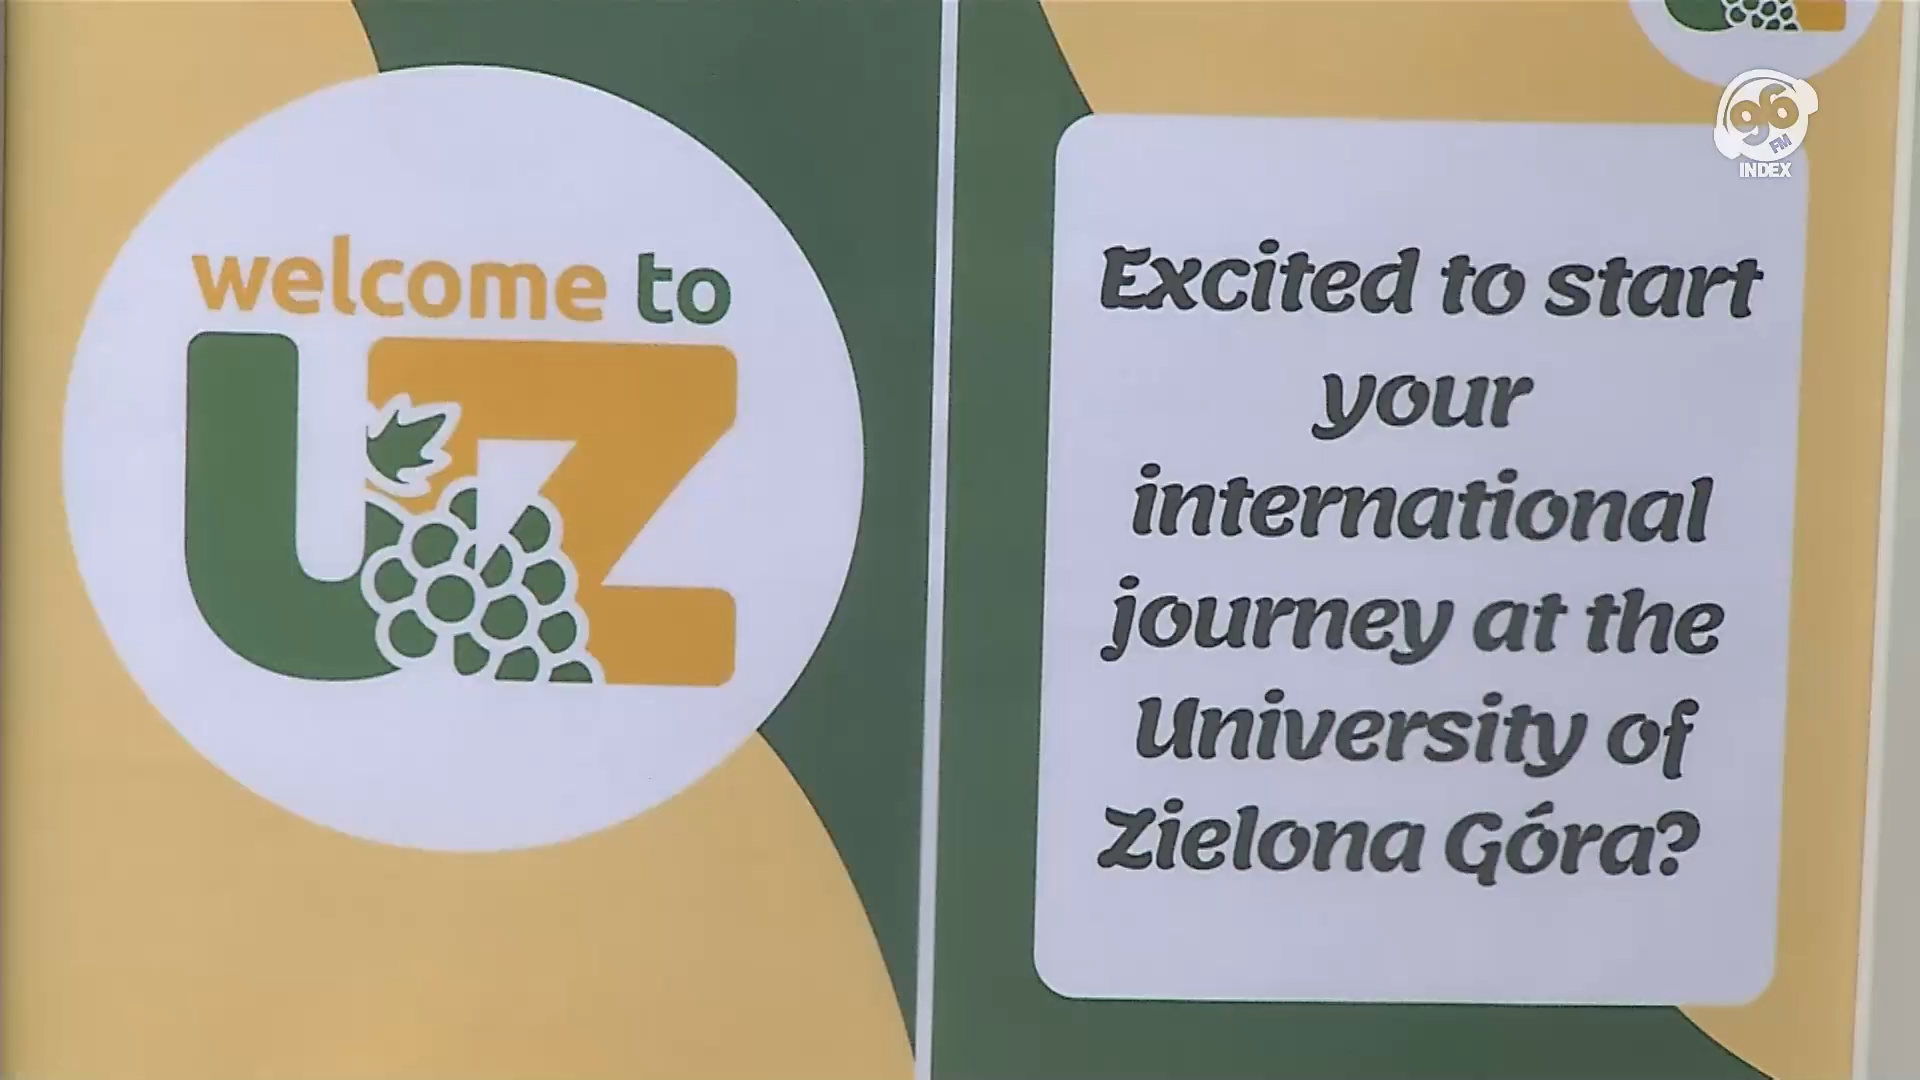 welcome to
UZ
Excited to start
your
international
journey at the
University of
Zielona Góra?
96
FM
INDEX